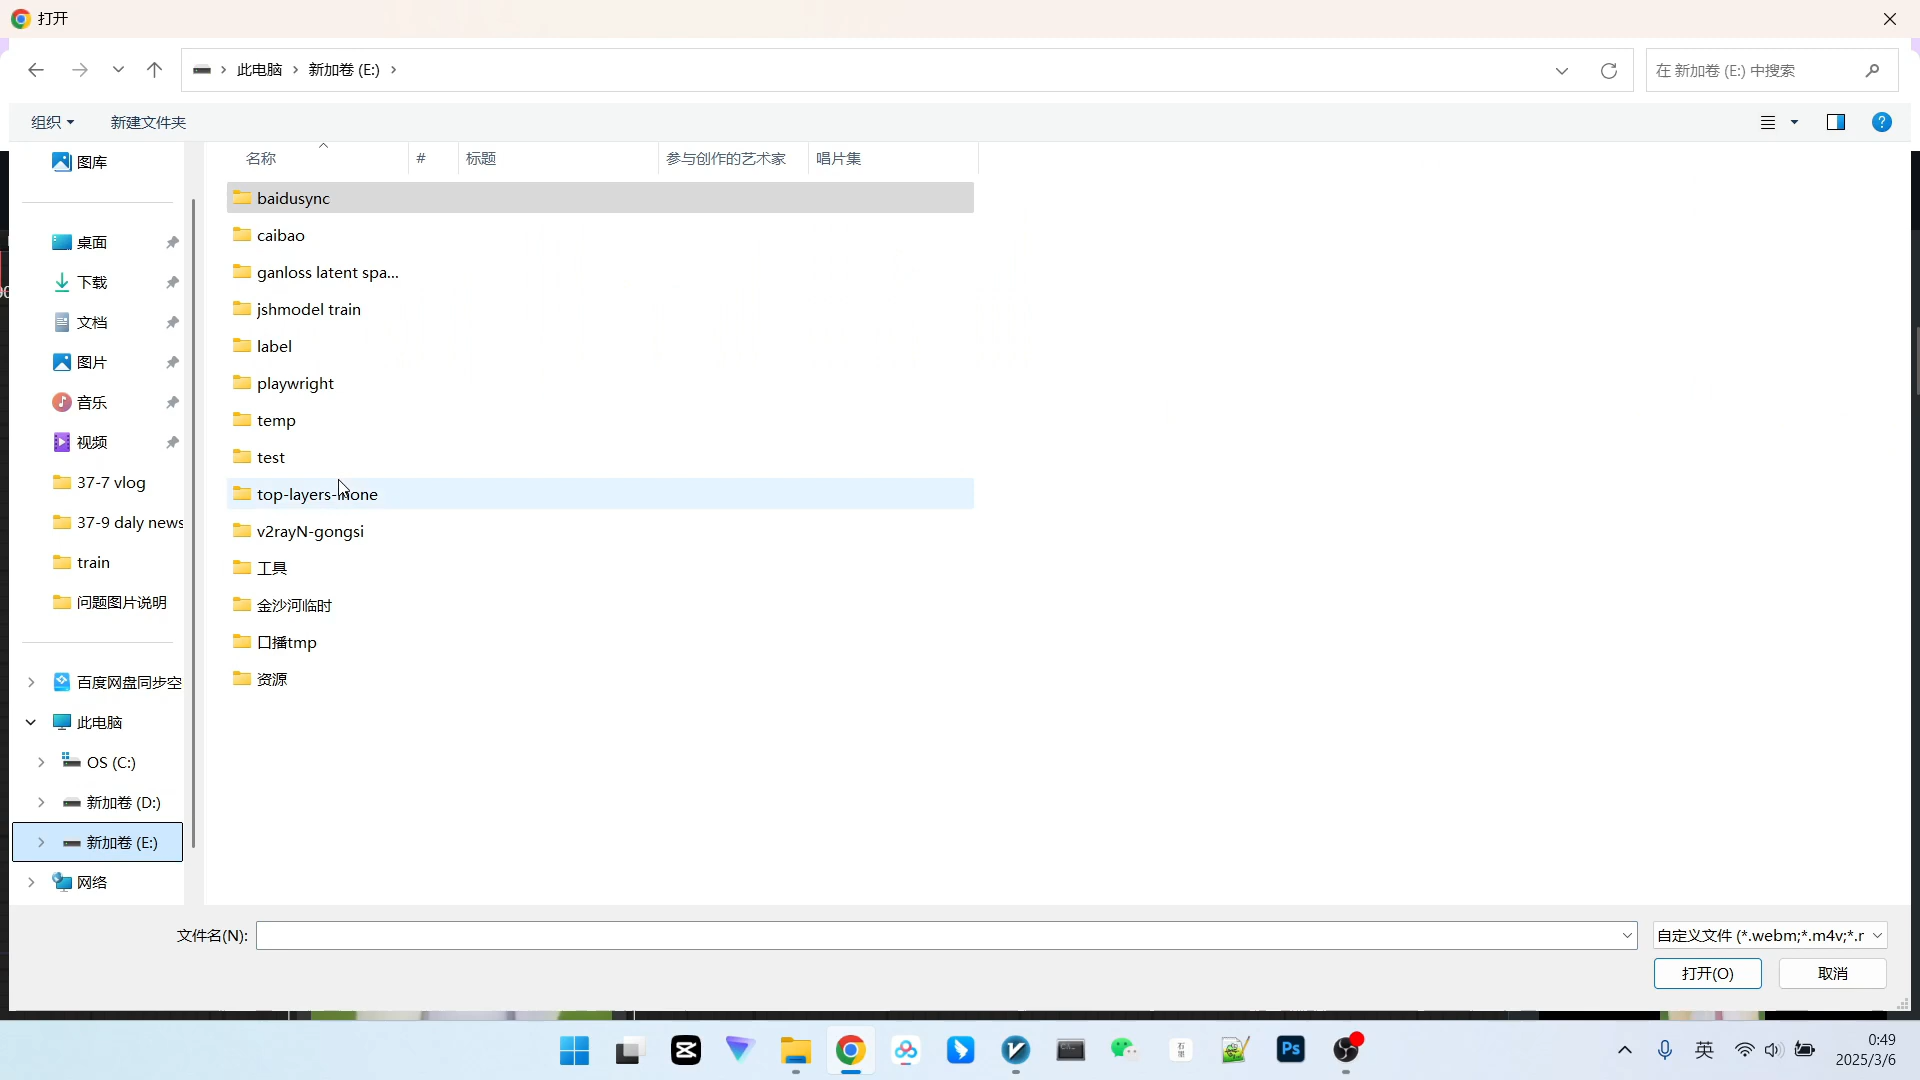 打开
此电脑 > 新加卷 (E:) >
在 新加卷 (E:) 中搜索
组织
新建文件夹
图库
桌面
下载
文档
图片
音乐
视频
37-7 vlog
37-9 daly news
train
问题图片说明
百度网盘同步空
此电脑
OS (C:)
新加卷 (D:)
新加卷 (E:)
网络
名称 # 标题 参与创作的艺术家 唱片集
baidusync
caibao
ganloss latent spa...
jshmodel train
label
playwright
temp
test
top-layers-mone
v2rayN-gongsi
工具
金沙河临时
口播tmp
资源
文件名(N):
自定义文件 (*.webm;*.m4v;*.r
打开(O)
取消
Ps
英
0:49
2025/3/6